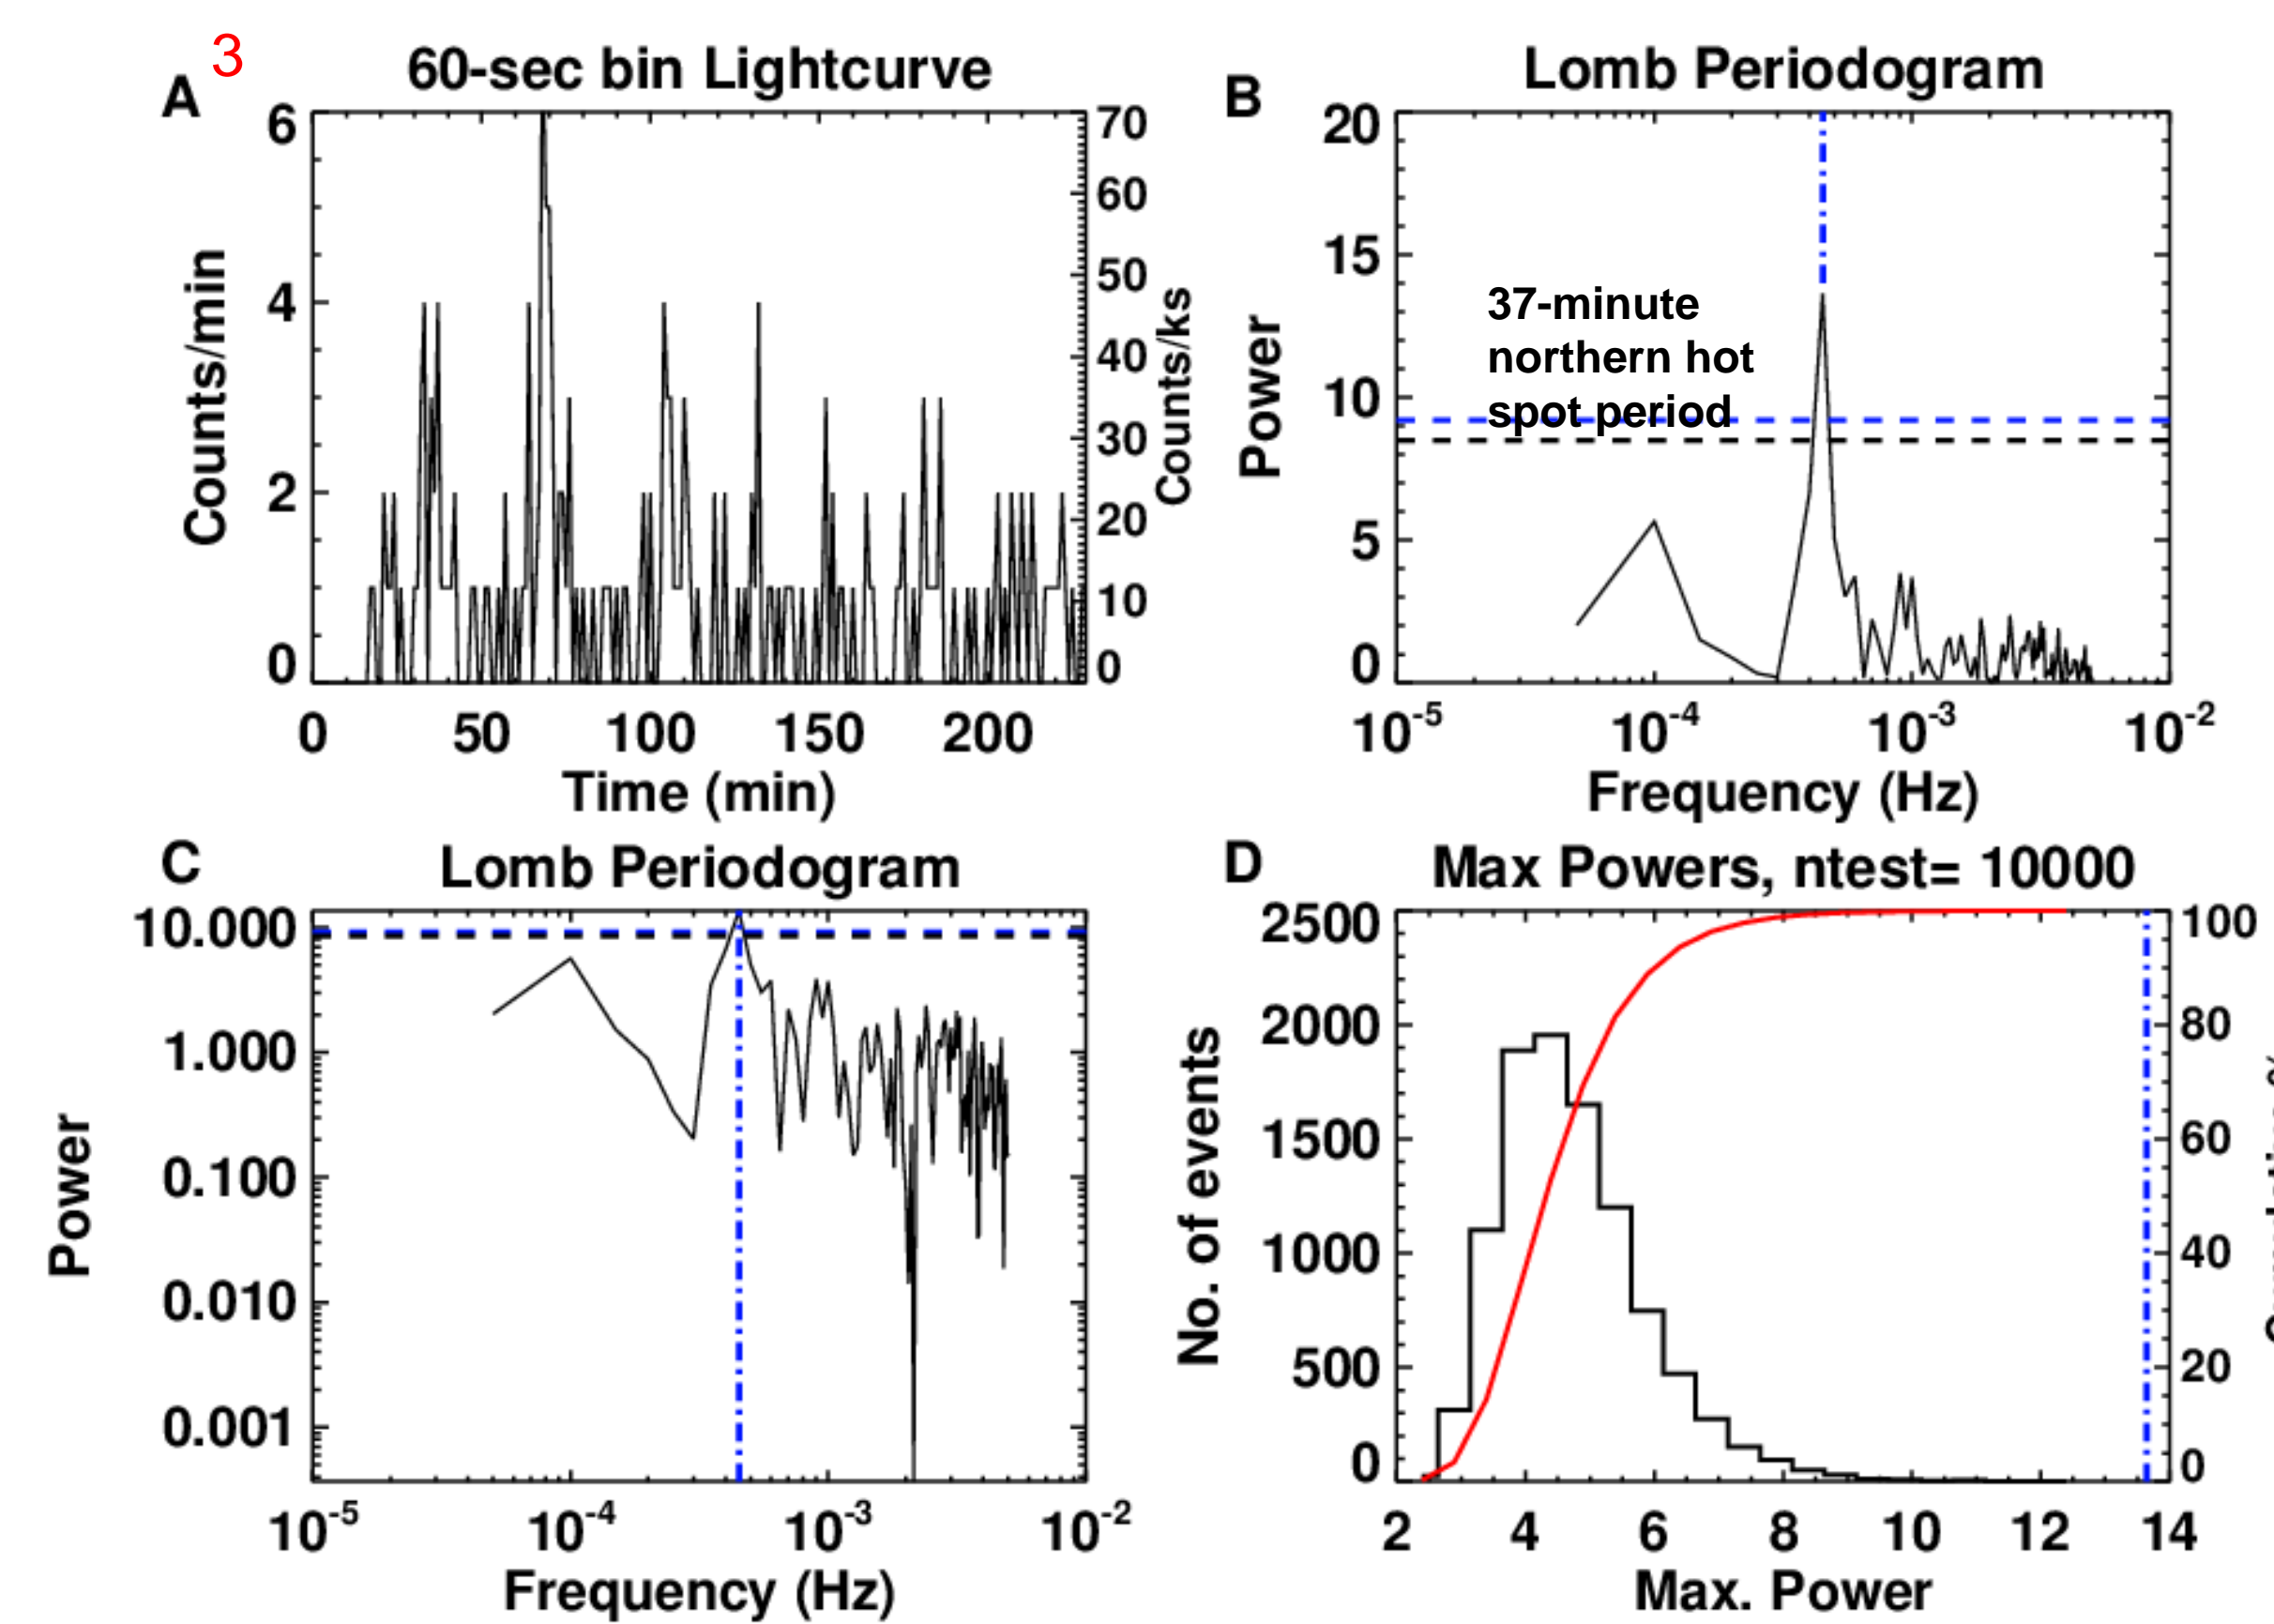 3
A
60-sec bin Lightcurve
6
4
2
0
Counts/min
70
60
50
40
30
20
10
0
Counts/ks
0 50 100 150 200
Time (min)
B
Lomb Periodogram
20
15
10
5
0
Power
37-minute
northern hot
spot period
10-5 10-4 10-3 10-2
Frequency (Hz)
C
Lomb Periodogram
10.000
1.000
0.100
0.010
0.001
Power
10-5 10-4 10-3 10-2
Frequency (Hz)
D
Max Powers, ntest= 10000
2500
2000
1500
1000
500
0
No. of events
100
80
60
40
20
0
2 4 6 8 10 12 14
Max. Power